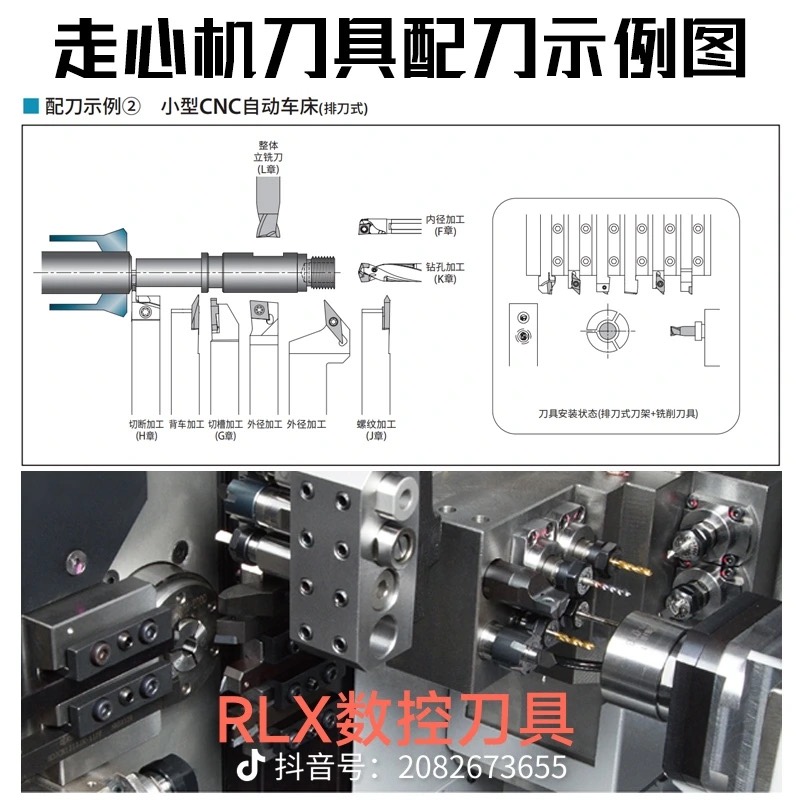 走心机刀具配刀示例图
配刀示例② 小型CNC自动车床(排刀式)
整体
立铣刀
(L章)
内径加工
(F章)
钻孔加工
(K章)
切断加工
(H章)
背车加工
切槽加工
(G章)
外径加工
外径加工
螺纹加工
(J章)
刀具安装状态(排刀式刀架+铣削刀具)
RLX数控刀具
抖音号：2082673655